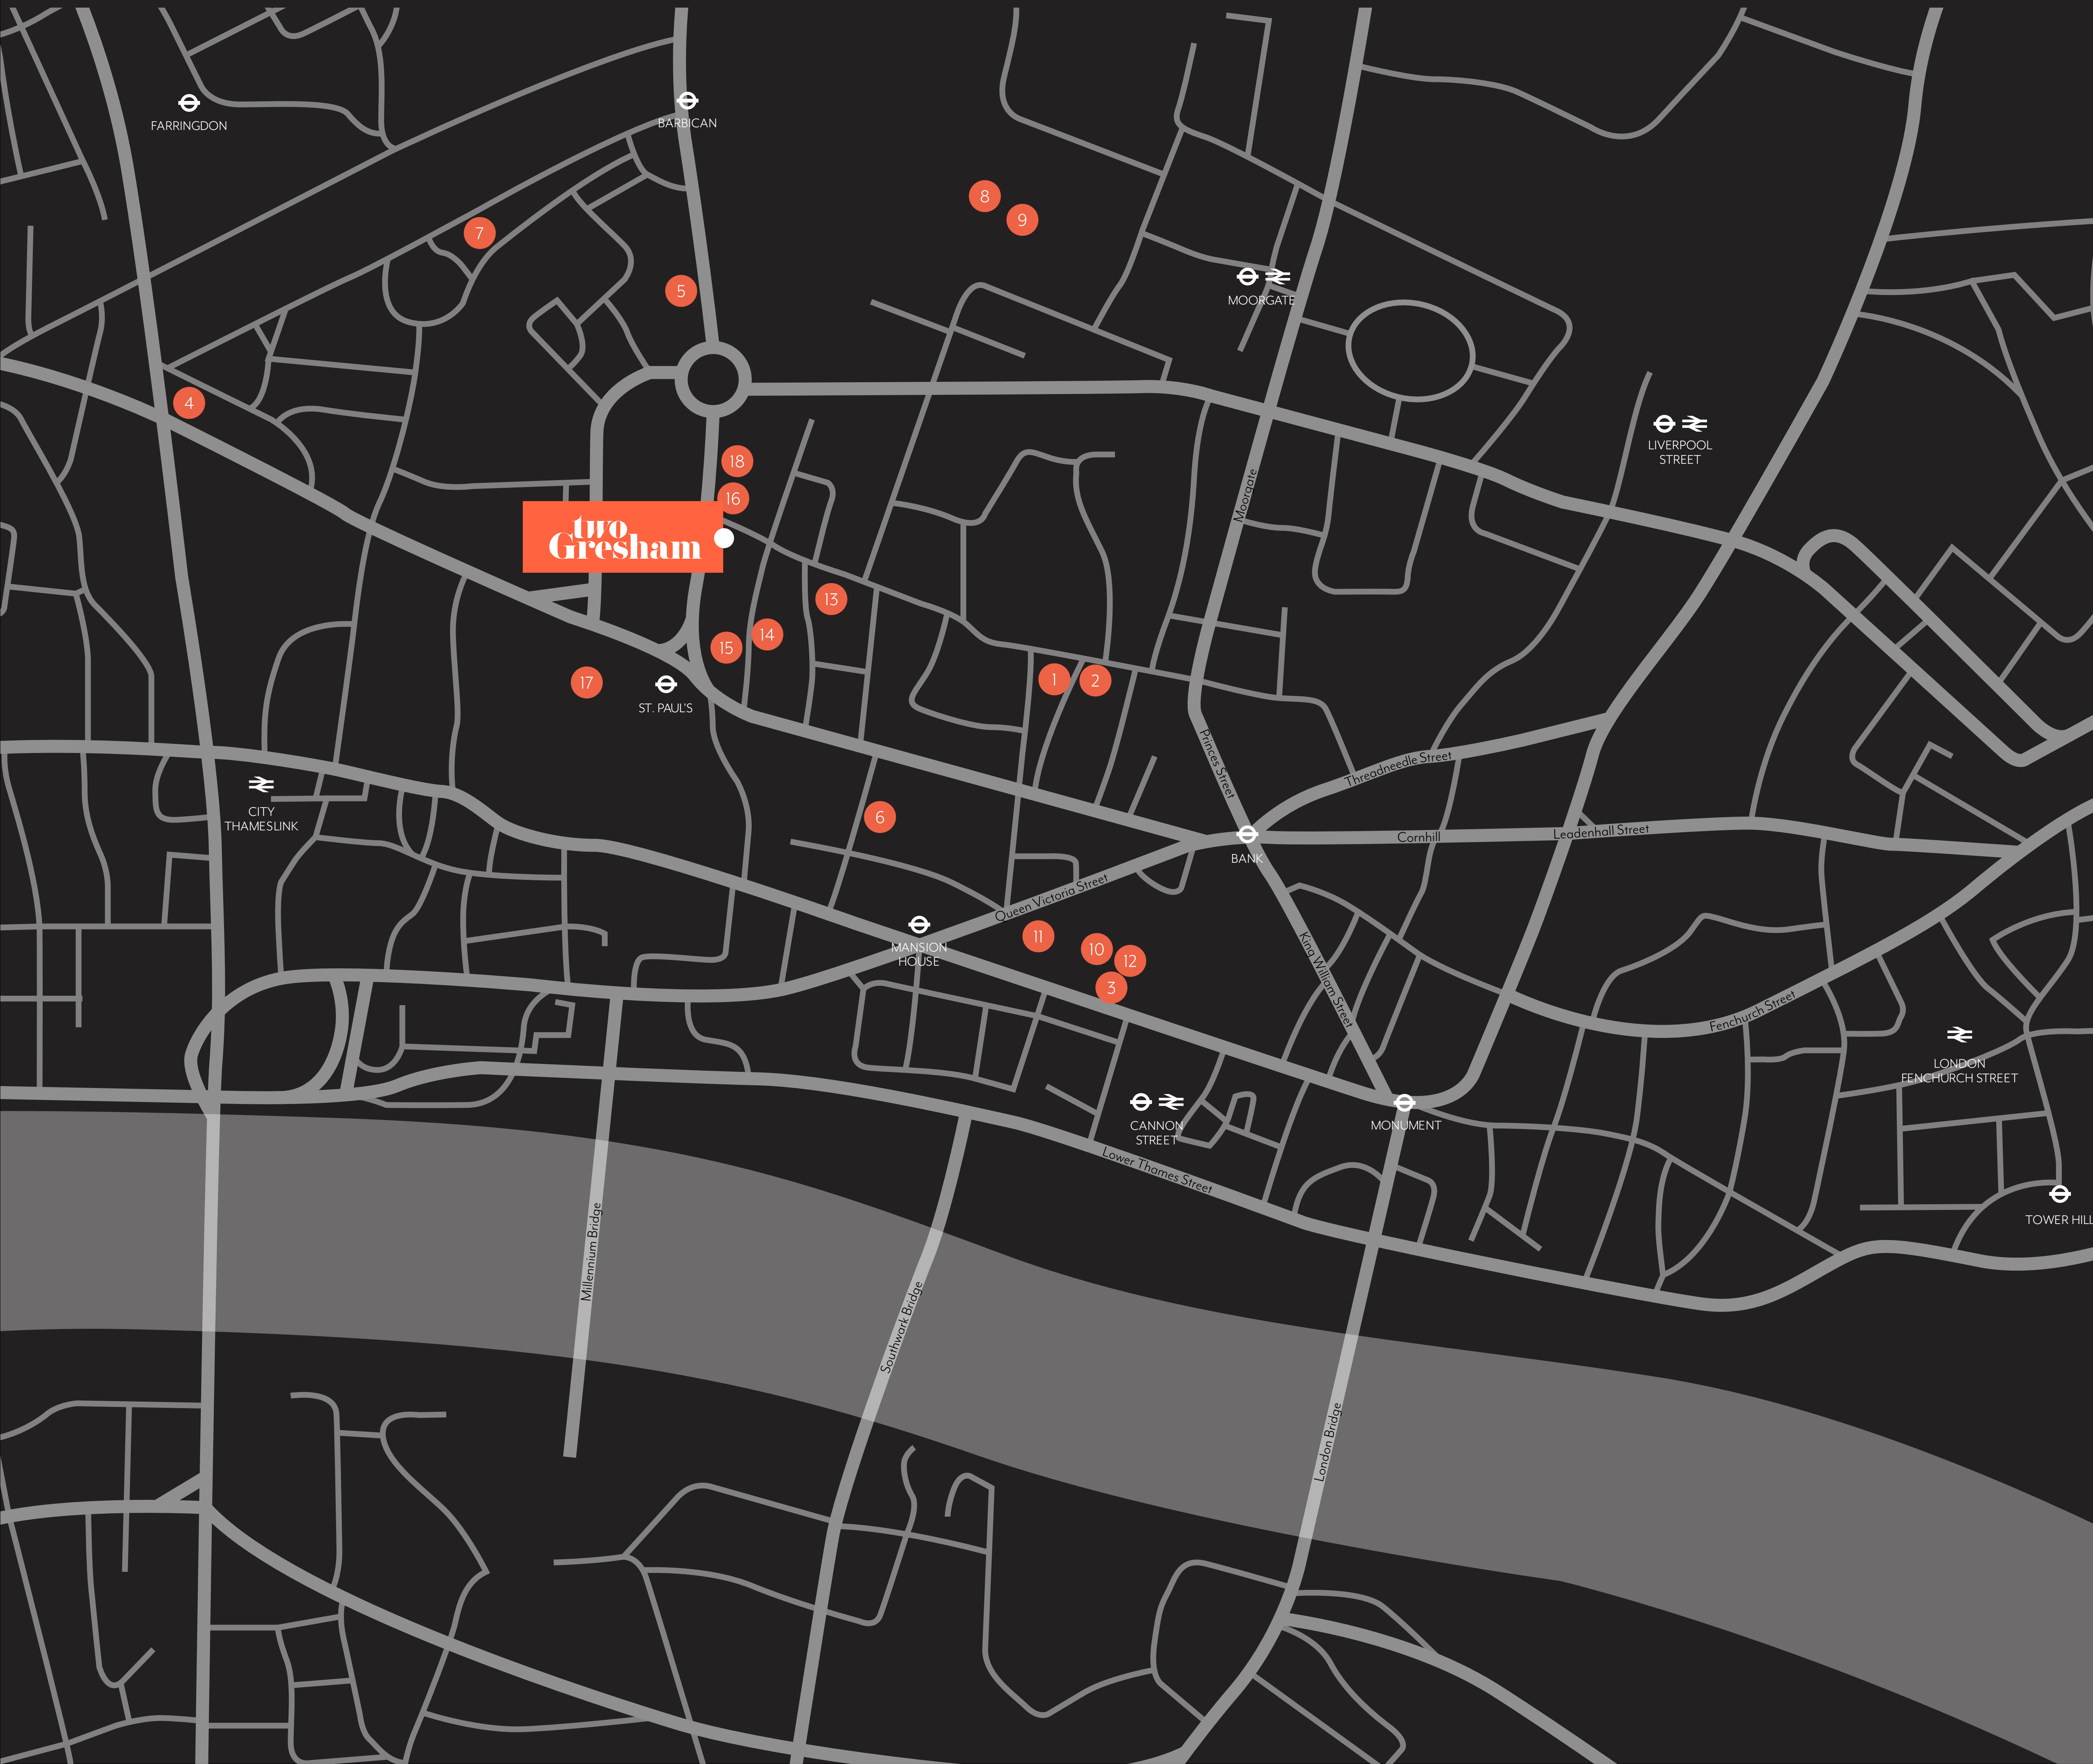 FARRINGDON
BARBICAN
8
9
7
5
MOORGATE
4
LIVERPOOL
STREET
18
16
Moorgate
two
Gresham
13
14
15
17
ST. PAUL'S
1
2
Princes Street
Threadneedle Street
CITY
THAMESLINK
6
Cornhill
Leadenhall Street
BANK
Queen Victoria Street
MANSION
HOUSE
11
10
12
3
King William Street
Fenchurch Street
LONDON
FENCHURCH STREET
CANNON
STREET
MONUMENT
Lower Thames Street
TOWER HILL
Millennium Bridge
Southwark Bridge
London Bridge